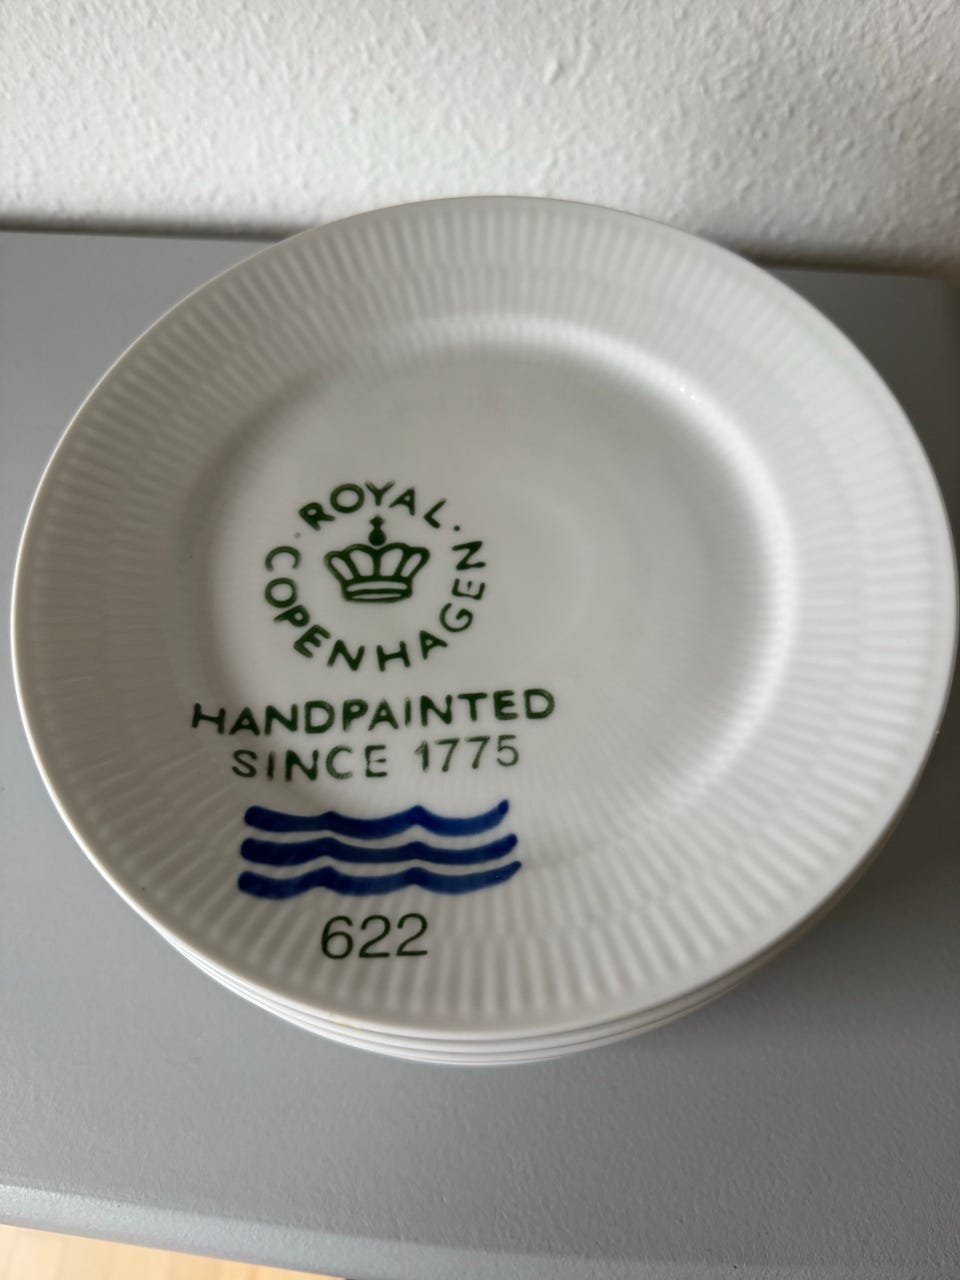 ROYAL
COPENHAGEN
HANDPAINTED
SINCE 1775
622